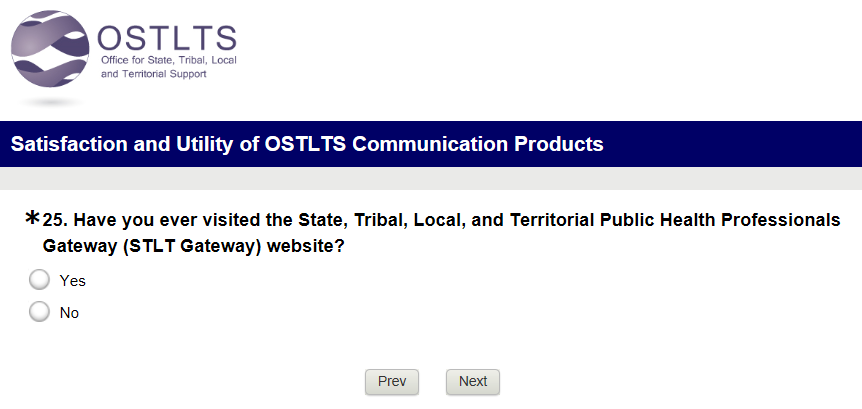 OSTLTS
Office for State, Tribal, Local
and Territorial Support
Satisfaction and Utility of OSTLTS Communication Products
*25. Have you ever visited the State, Tribal, Local, and Territorial Public Health Professionals
Gateway (STLT Gateway) website?
Yes
No
Prev Next